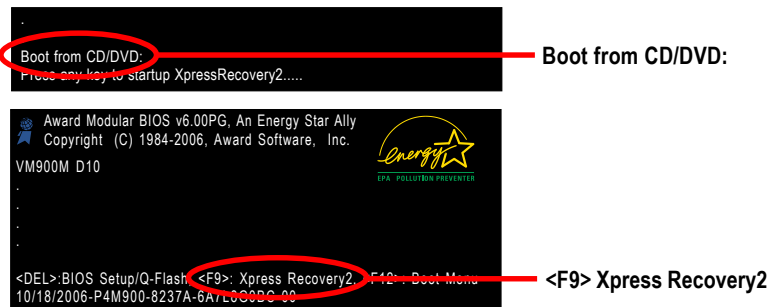 .
Boot from CD/DVD:
Press any key to startup XpressRecovery2.....
Boot from CD/DVD:
Award Modular BIOS v6.00PG, An Energy Star Ally
Copyright (C) 1984-2006, Award Software, Inc.
energy
EPA POLLUTION PREVENTER
VM900M D10
.
.
.
.
<DEL>:BIOS Setup/Q-Flash, <F9>: Xpress Recovery2, <F12>: Boot Menu
10/18/2006-P4M900-8237A-6A7L0G0BC-00
<F9> Xpress Recovery2